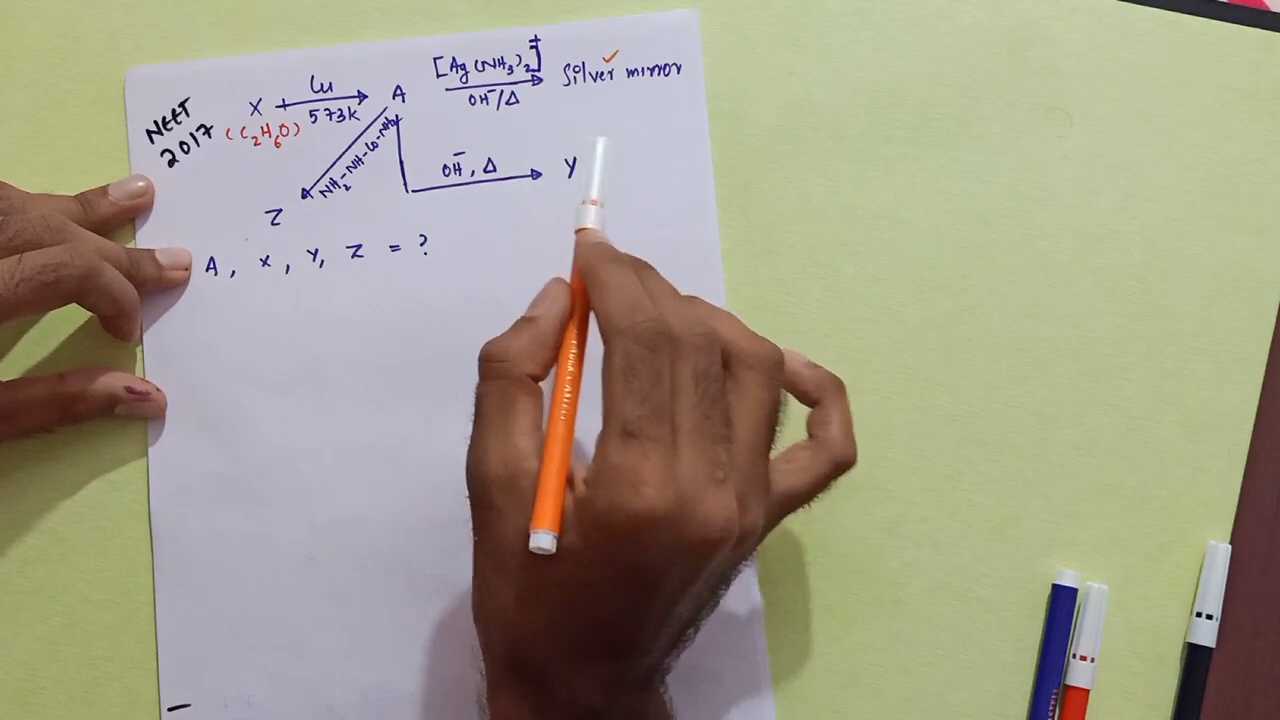 NEET 2017
X Cu 573K A [Ag(NH3)2]+ OH-/Δ Silver mirror
(C2H6O)
NH2-NH-CO-NH2
OH-, Δ Y
Z
A, X, Y, Z = ?